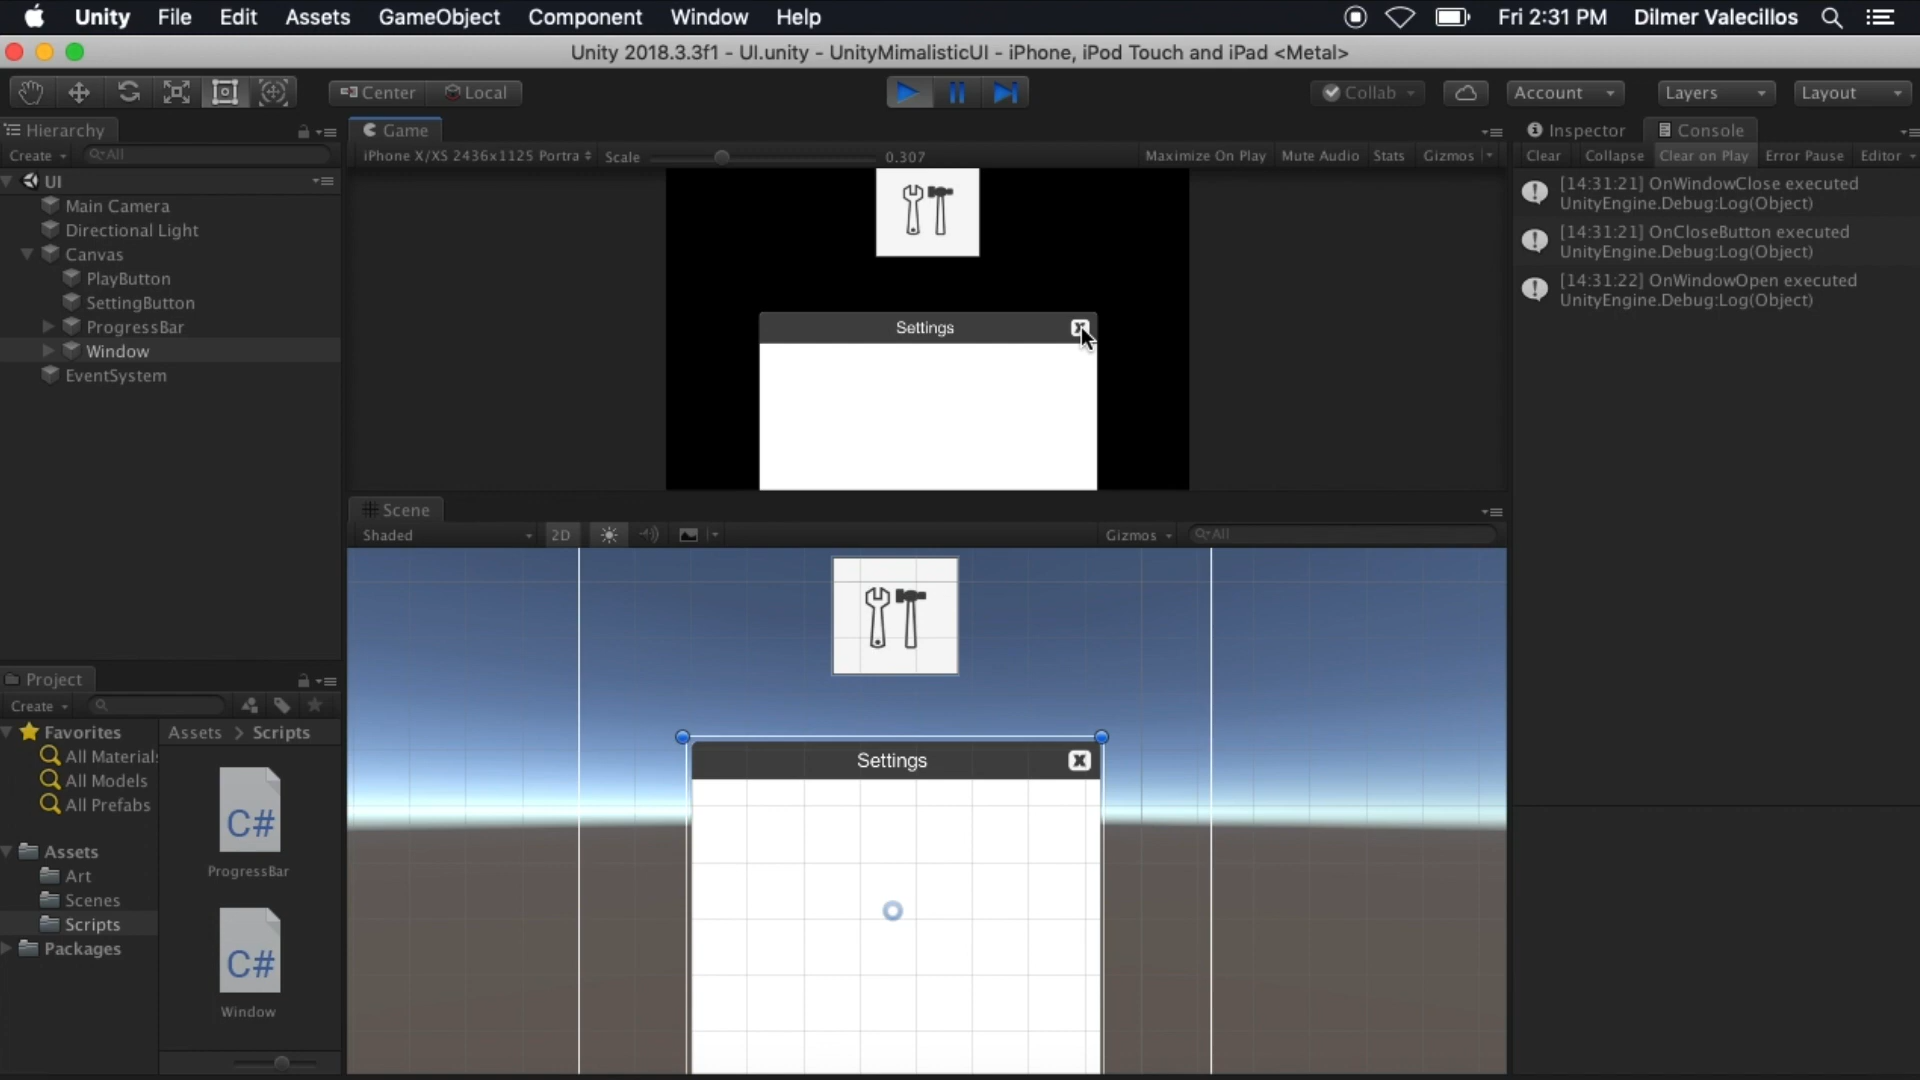 Unity File Edit Assets GameObject Component Window Help Fri 2:31 PM Dilmer Valecillos
Unity 2018.3.3f1 - UI.unity - UnityMimalisticUI - iPhone, iPod Touch and iPad <Metal>
Center Local Collab Account Layers Layout
Hierarchy
Create All
UI
Main Camera
Directional Light
Canvas
PlayButton
SettingButton
ProgressBar
Window
EventSystem
Game
iPhone X/XS 2436x1125 Portra Scale 0.307 Maximize On Play Mute Audio Stats Gizmos
Settings
X
Inspector Console
Clear Collapse Clear on Play Error Pause Editor
[14:31:21] OnWindowClose executed
UnityEngine.Debug:Log(Object)
[14:31:21] OnCloseButton executed
UnityEngine.Debug:Log(Object)
[14:31:22] OnWindowOpen executed
UnityEngine.Debug:Log(Object)
Scene
Shaded 2D Gizmos All
Settings X
Project
Create
Favorites
All Materials
All Models
All Prefabs
Assets
Art
Scenes
Scripts
Packages
Assets > Scripts
C#
ProgressBar
C#
Window